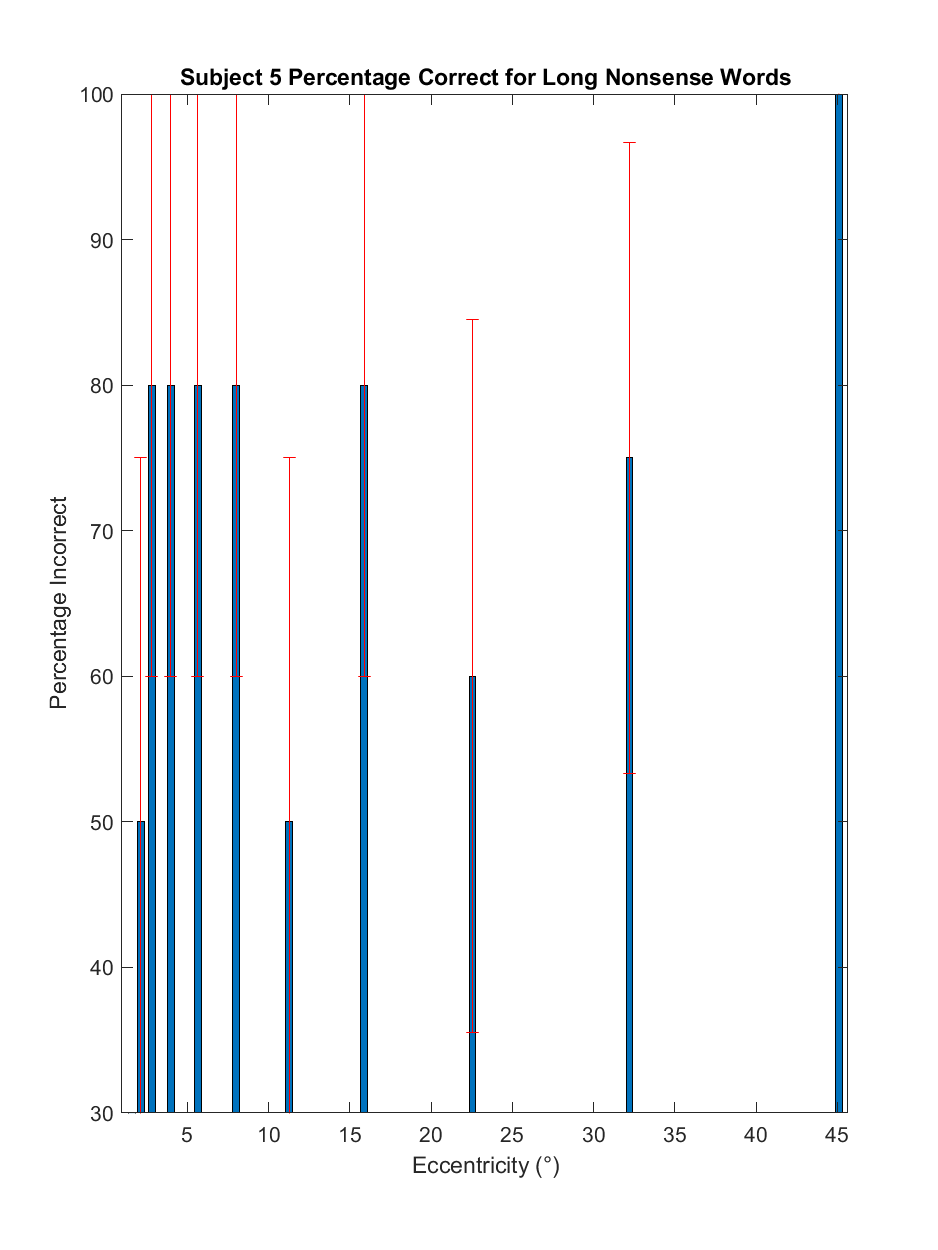 Subject 5 Percentage Correct for Long Nonsense Words
100
90
80
70
60
50
40
30
Percentage Incorrect
5 10 15 20 25 30 35 40 45
Eccentricity (°)